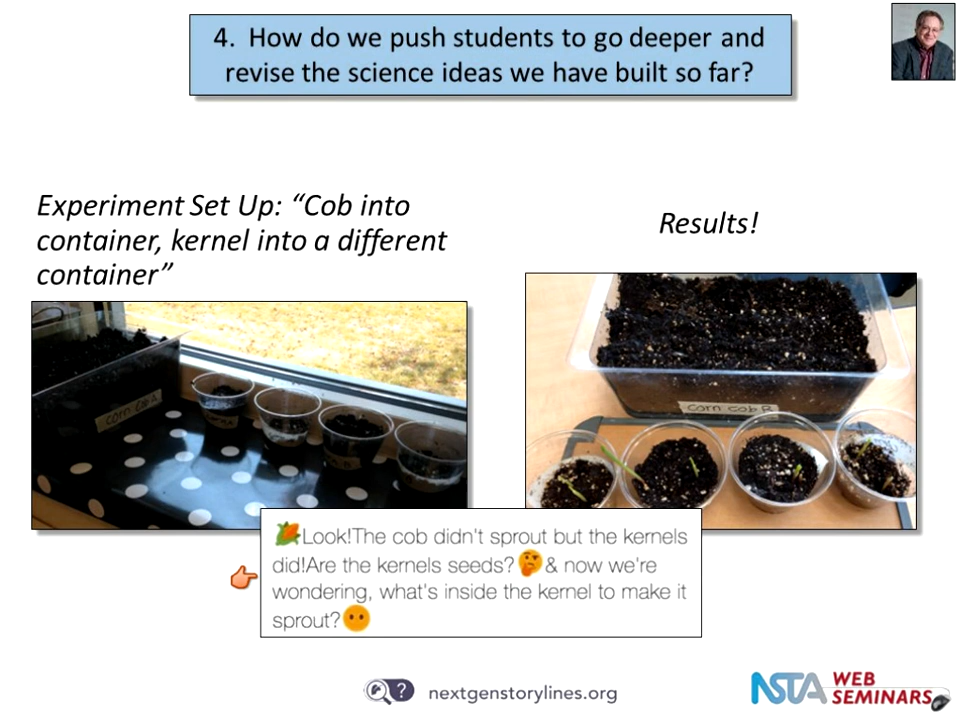 4. How do we push students to go deeper and
revise the science ideas we have built so far?
Experiment Set Up: “Cob into
container, kernel into a different
container”
Results!
Corn Cob A
Corn Cob B
Look!The cob didn't sprout but the kernels
did!Are the kernels seeds? & now we're
wondering, what's inside the kernel to make it
sprout?
?
nextgenstorylines.org
NSTA WEB
SEMINARS